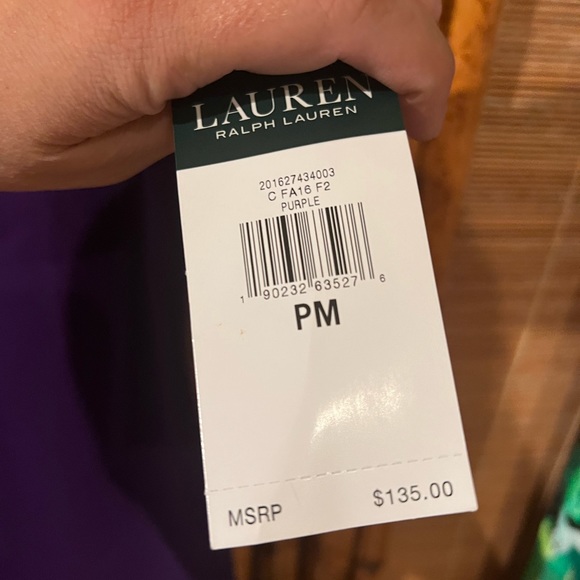 LAUREN
RALPH LAUREN
201627434003
C FA16 F2
PURPLE
1 90232 63527 6
PM
MSRP $135.00